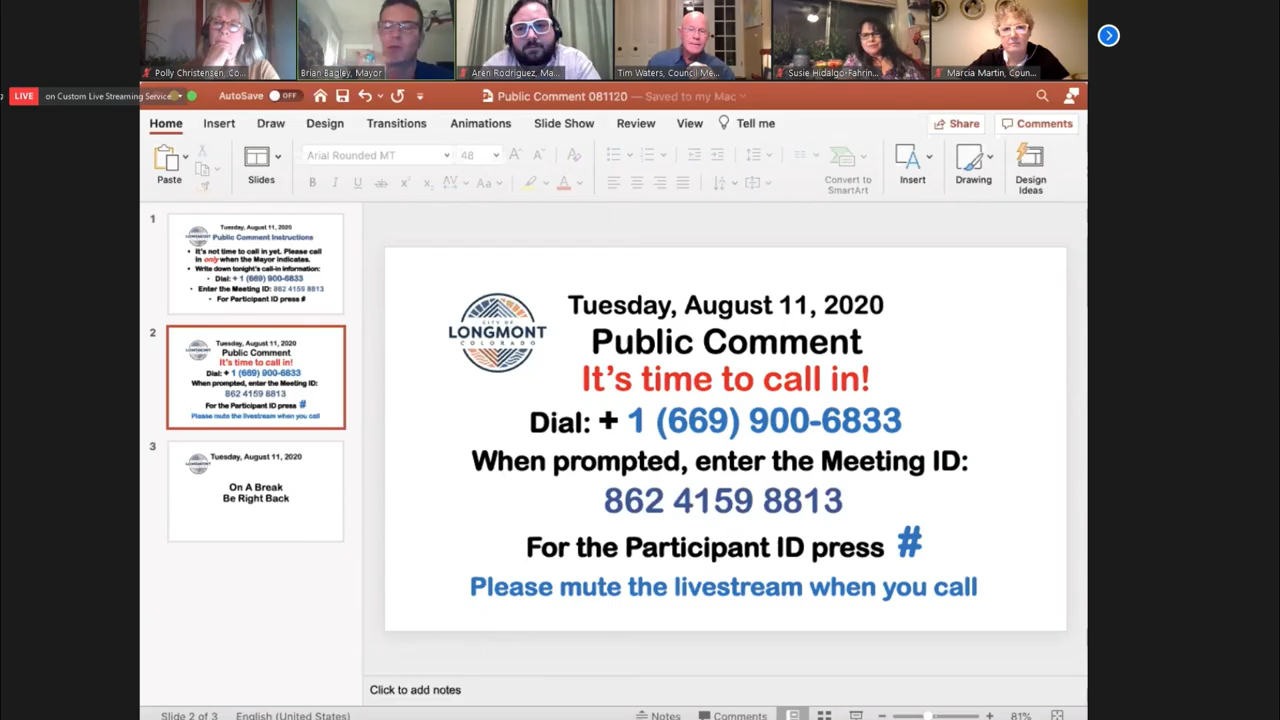 Polly Christensen, Co...
Brian Bagley, Mayor
Aren Rodriguez, Ma...
Tim Waters, Council Me...
Susie Hidalgo-Fahrin...
Marcia Martin, Coun...
LIVE on Custom Live Streaming Service
AutoSave OFF
Public Comment 081120 — Saved to my Mac
Home Insert Draw Design Transitions Animations Slide Show Review View Tell me
Share Comments
Paste
Slides
Arial Rounded MT 48
B I U ab x² x₂ AV Aa A
Convert to
SmartArt
Insert
Drawing
Design
Ideas
1
Tuesday, August 11, 2020
LONGMONT
Public Comment Instructions
• It's not time to call in yet. Please call
in only when the Mayor indicates.
• Write down tonight's call-in information:
• Dial: + 1 (669) 900-6833
• Enter the Meeting ID: 862 4159 8813
• For Participant ID press #
2
Tuesday, August 11, 2020
LONGMONT
Public Comment
It's time to call in!
Dial: + 1 (669) 900-6833
When prompted, enter the Meeting ID:
862 4159 8813
For the Participant ID press #
Please mute the livestream when you call
3
Tuesday, August 11, 2020
LONGMONT
On A Break
Be Right Back
CITY OF
LONGMONT
COLORADO
Tuesday, August 11, 2020
Public Comment
It's time to call in!
Dial: + 1 (669) 900-6833
When prompted, enter the Meeting ID:
862 4159 8813
For the Participant ID press #
Please mute the livestream when you call
Click to add notes
Slide 2 of 3 English (United States) Notes Comments 81%